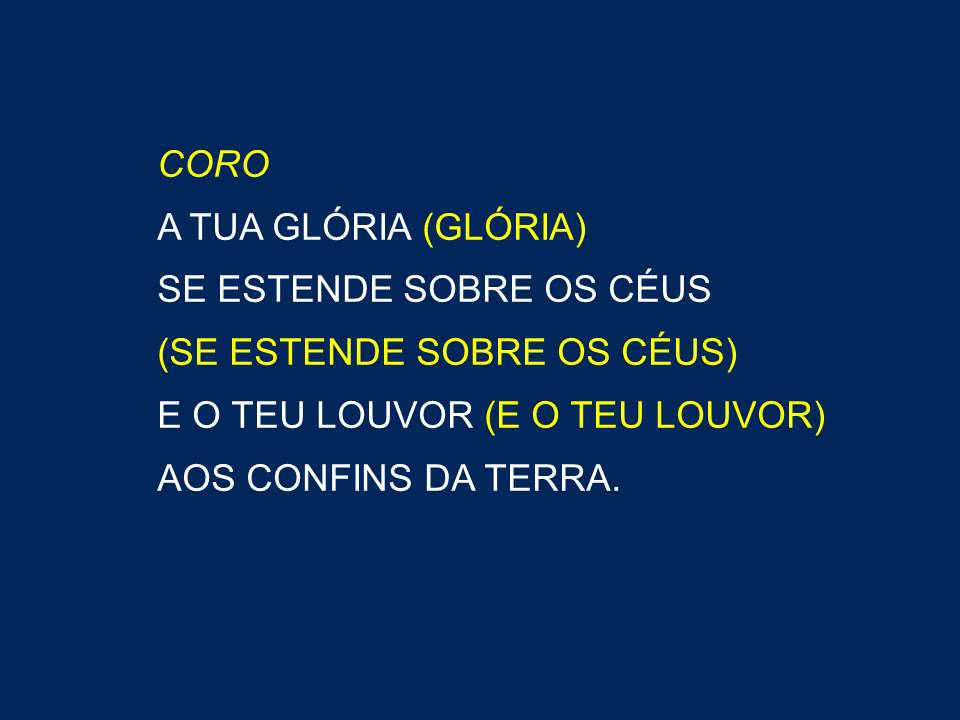 CORO
A TUA GLÓRIA (GLÓRIA)
SE ESTENDE SOBRE OS CÉUS
(SE ESTENDE SOBRE OS CÉUS)
E O TEU LOUVOR (E O TEU LOUVOR)
AOS CONFINS DA TERRA.